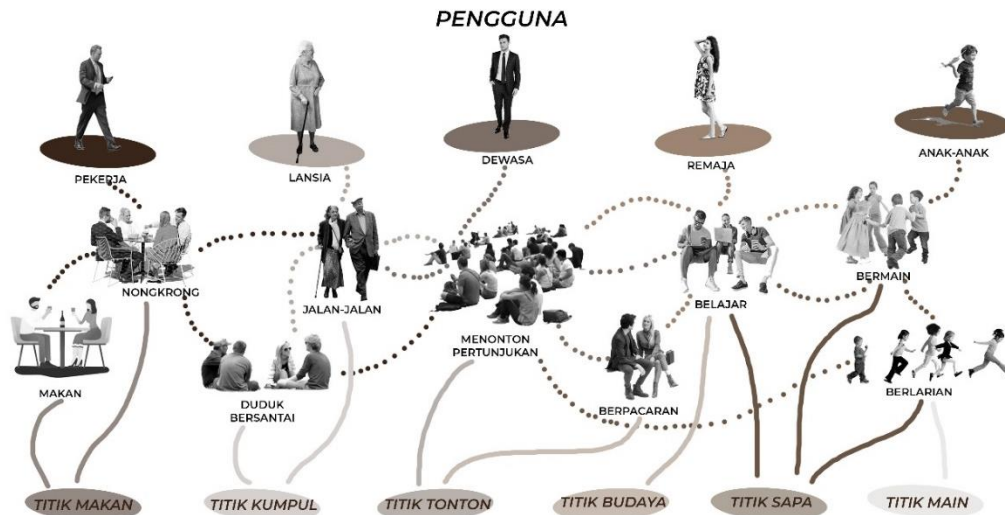 PENGGUNA
PEKERJA
LANSIA
DEWASA
REMAJA
ANAK-ANAK
NONGKRONG
JALAN-JALAN
MENONTON
PERTUNJUKAN
BELAJAR
BERMAIN
MAKAN
DUDUK
BERSANTAI
BERPACARAN
BERLARIAN
TITIK MAKAN
TITIK KUMPUL
TITIK TONTON
TITIK BUDAYA
TITIK SAPA
TITIK MAIN